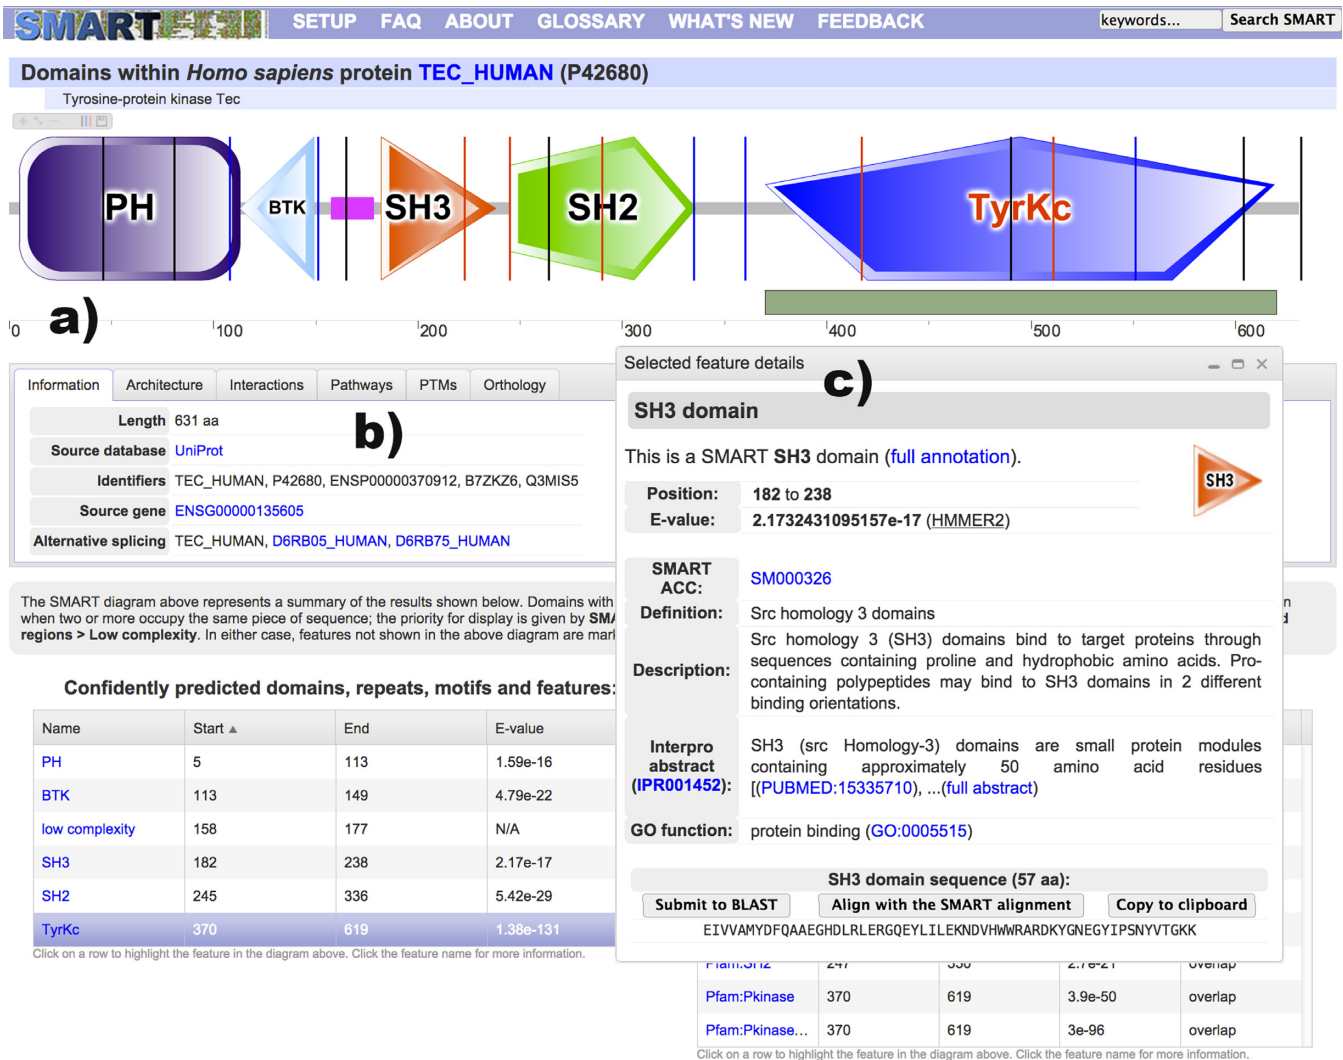 SMART SETUP FAQ ABOUT GLOSSARY WHAT'S NEW FEEDBACK keywords... Search SMART
Domains within Homo sapiens protein TEC_HUMAN (P42680)
Tyrosine-protein kinase Tec
PH BTK SH3 SH2 TyrKc
a)
0 100 200 300 400 500 600
Information Architecture Interactions Pathways PTMs Orthology
b)
Length 631 aa
Source database UniProt
Identifiers TEC_HUMAN, P42680, ENSP00000370912, B7ZKZ6, Q3MIS5
Source gene ENSG00000135605
Alternative splicing TEC_HUMAN, D6RB05_HUMAN, D6RB75_HUMAN
The SMART diagram above represents a summary of the results shown below. Domains with
when two or more occupy the same piece of sequence; the priority for display is given by
regions > Low complexity. In either case, features not shown in the above diagram are
Confidently predicted domains, repeats, motifs and features:
Name Start End E-value
PH 5 113 1.59e-16
BTK 113 149 4.79e-22
low complexity 158 177 N/A
SH3 182 238 2.17e-17
SH2 245 336 5.42e-29
TyrKc 370 619 1.38e-131
Click on a row to highlight the feature in the diagram above. Click the feature name for more information.
Selected feature details
c)
SH3 domain
This is a SMART SH3 domain (full annotation).
SH3
Position: 182 to 238
E-value: 2.1732431095157e-17 (HMMER2)
SMART
ACC:
SM000326
Definition: Src homology 3 domains
Description:
Src homology 3 (SH3) domains bind to target proteins through
sequences containing proline and hydrophobic amino acids. Pro-
containing polypeptides may bind to SH3 domains in 2 different
binding orientations.
Interpro
abstract
(IPR001452):
SH3 (src Homology-3) domains are small protein modules
containing approximately 50 amino acid residues
[(PUBMED:15335710), ...(full abstract)
GO function: protein binding (GO:0005515)
SH3 domain sequence (57 aa):
Submit to BLAST Align with the SMART alignment Copy to clipboard
EIVVAMYDFQAAEGHDLRLERGQEYLILEKNDVHWWRARDKYGNEGYIPSNYVTGKK
Pfam:SH2 247 330 2.7e-21 overlap
Pfam:Pkinase 370 619 3.9e-50 overlap
Pfam:Pkinase... 370 619 3e-96 overlap
Click on a row to highlight the feature in the diagram above. Click the feature name for more information.